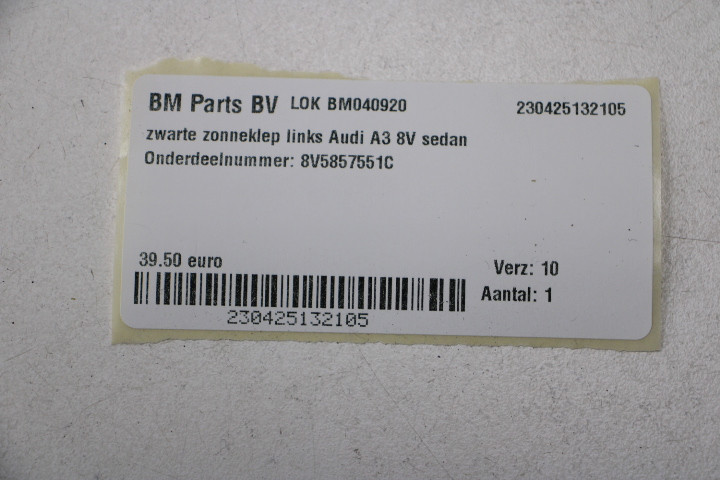 BM Parts BV LOK BM040920 230425132105
zwarte zonneklep links Audi A3 8V sedan
Onderdeelnummer: 8V5857551C
39.50 euro
Verz: 10
Aantal: 1
230425132105